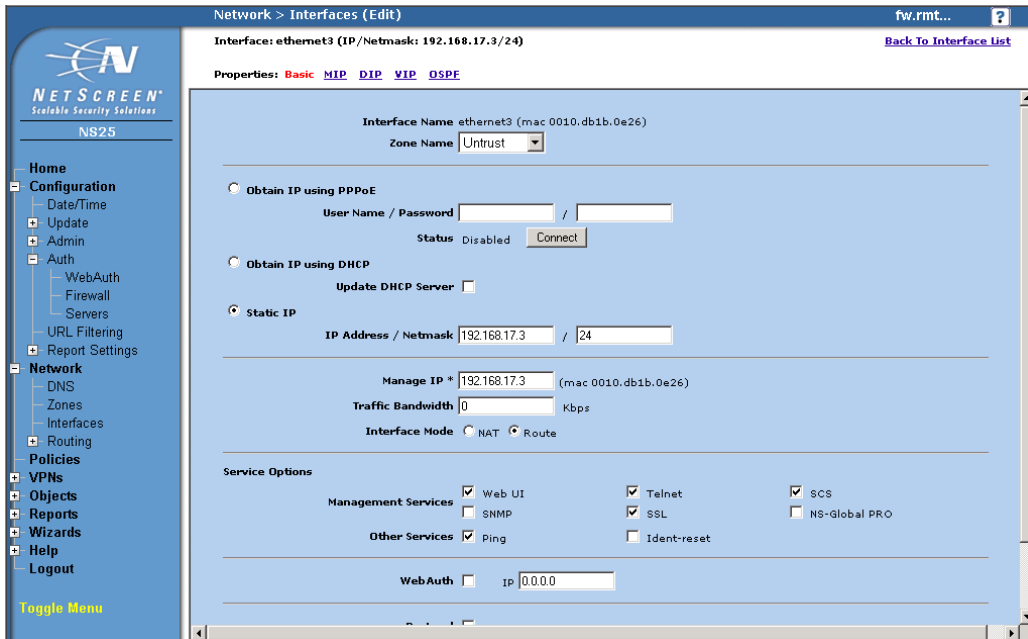 Network > Interfaces (Edit)
fw.rmt...
?
N
NETSCREEN
Scalable Security Solutions
NS25
Home
Configuration
Date/Time
Update
Admin
Auth
WebAuth
Firewall
Servers
URL Filtering
Report Settings
Network
DNS
Zones
Interfaces
Routing
Policies
VPNs
Objects
Reports
Wizards
Help
Logout
Toggle Menu
Interface: ethernet3 (IP/Netmask: 192.168.17.3/24)
Back To Interface List
Properties: Basic MIP DIP VIP OSPF
Interface Name ethernet3 (mac 0010.db1b.0e26)
Zone Name Untrust
Obtain IP using PPPoE
User Name / Password /
Status Disabled Connect
Obtain IP using DHCP
Update DHCP Server
Static IP
IP Address / Netmask 192.168.17.3 / 24
Manage IP * 192.168.17.3 (mac 0010.db1b.0e26)
Traffic Bandwidth 0 Kbps
Interface Mode NAT Route
Service Options
Management Services Web UI Telnet SCS
SNMP SSL NS-Global PRO
Other Services Ping Ident-reset
WebAuth IP 0.0.0.0